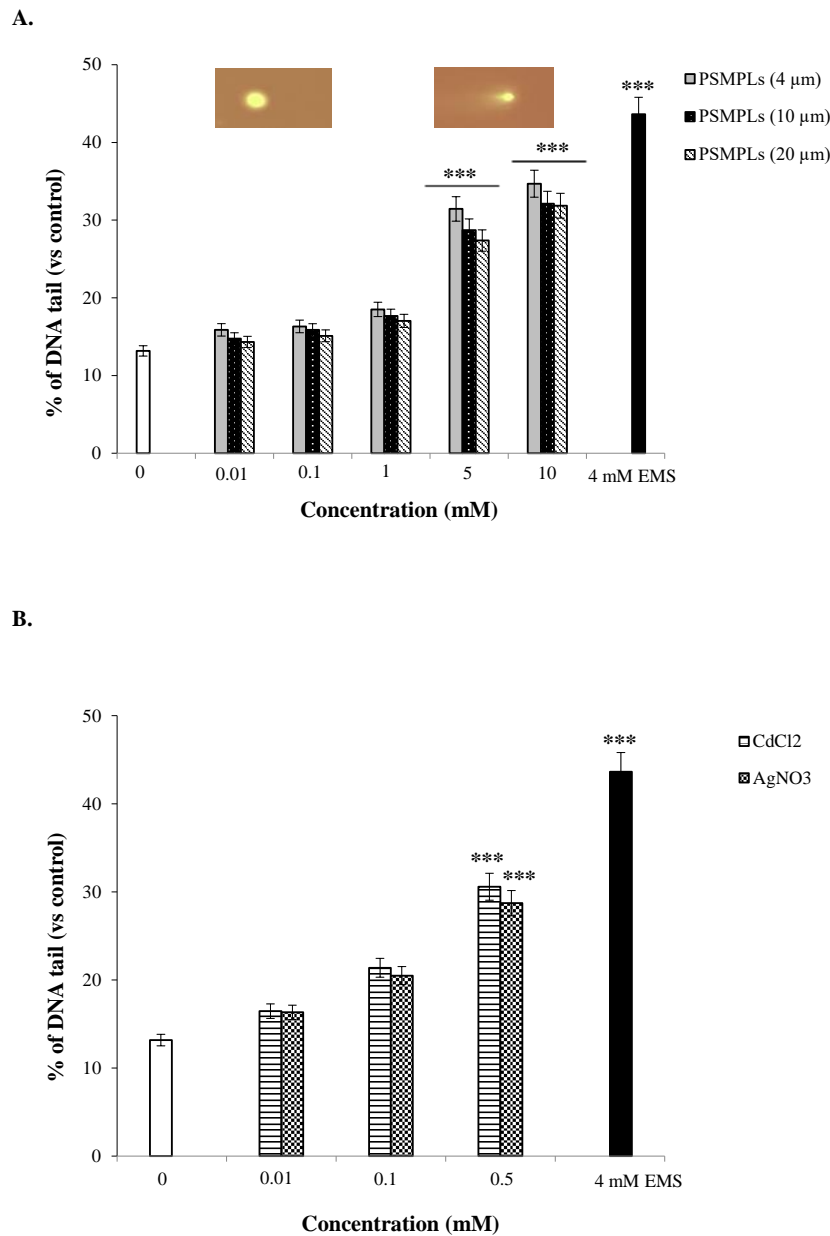 A.
50
40
30
20
10
0
% of DNA tail (vs control)
***
***
***
PSMPLs (4 µm)
PSMPLs (10 µm)
PSMPLs (20 µm)
0 0.01 0.1 1 5 10 4 mM EMS
Concentration (mM)
B.
50
40
30
20
10
0
% of DNA tail (vs control)
***
***
***
CdCl2
AgNO3
0 0.01 0.1 0.5 4 mM EMS
Concentration (mM)